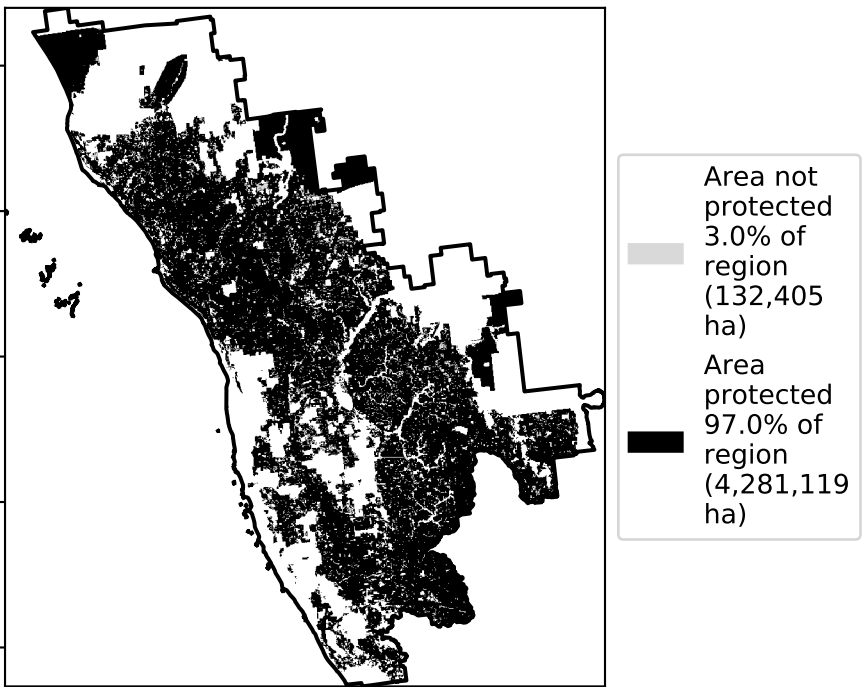 Area not
protected
3.0% of
region
(132,405
ha)
Area
protected
97.0% of
region
(4,281,119
ha)